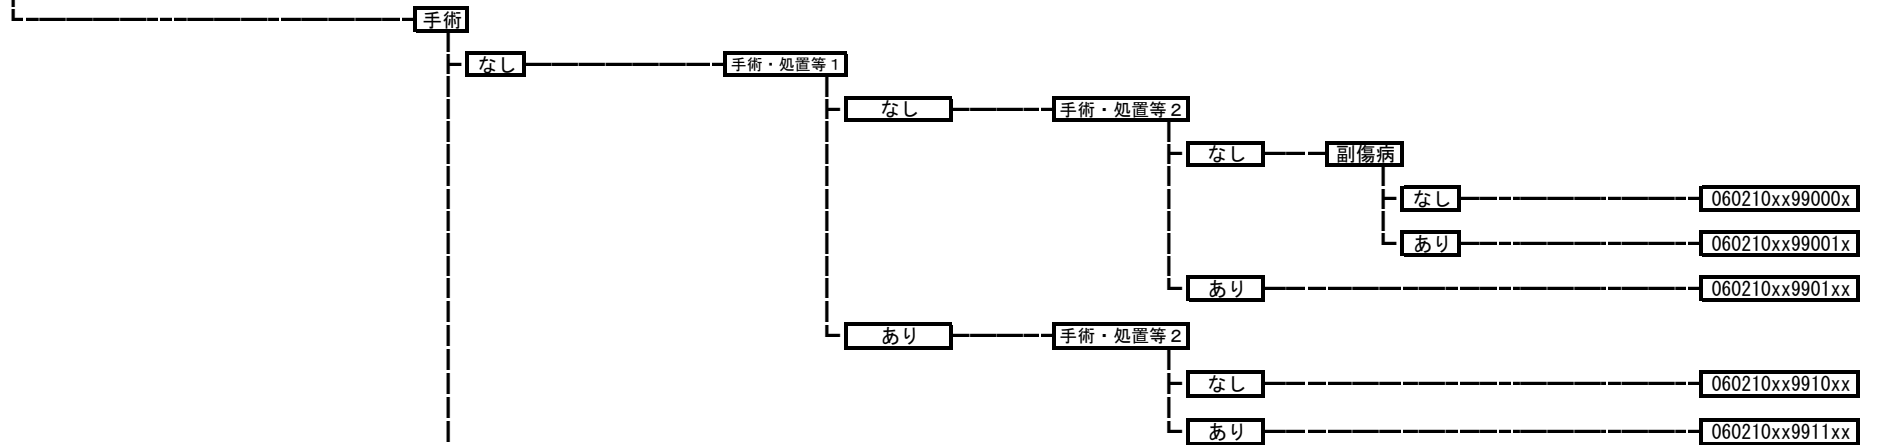 手術
なし 手術・処置等１
なし 手術・処置等２
なし 副傷病
なし 060210xx99000x
あり 060210xx99001x
あり 060210xx9901xx
あり 手術・処置等２
なし 060210xx9910xx
あり 060210xx9911xx